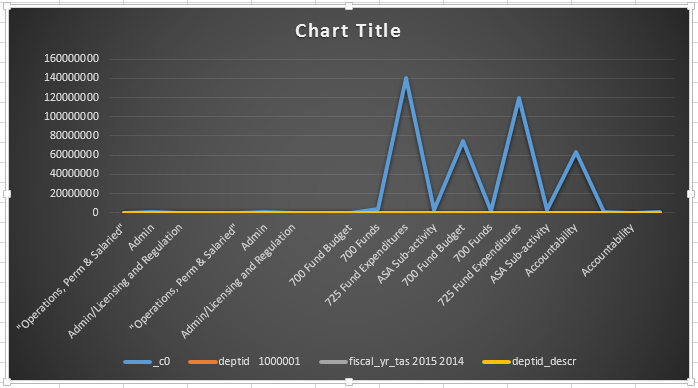 Chart Title
160000000
140000000
120000000
100000000
80000000
60000000
40000000
20000000
0
"Operations, Perm & Salaried"
Admin
Admin/Licensing and Regulation
"Operations, Perm & Salaried"
Admin
Admin/Licensing and Regulation
700 Fund Budget
700 Funds
725 Fund Expenditures
ASA Sub-activity
700 Fund Budget
700 Funds
725 Fund Expenditures
ASA Sub-activity
Accountability
Accountability
_c0
deptid 1000001
fiscal_yr_tas 2015 2014
deptid_descr